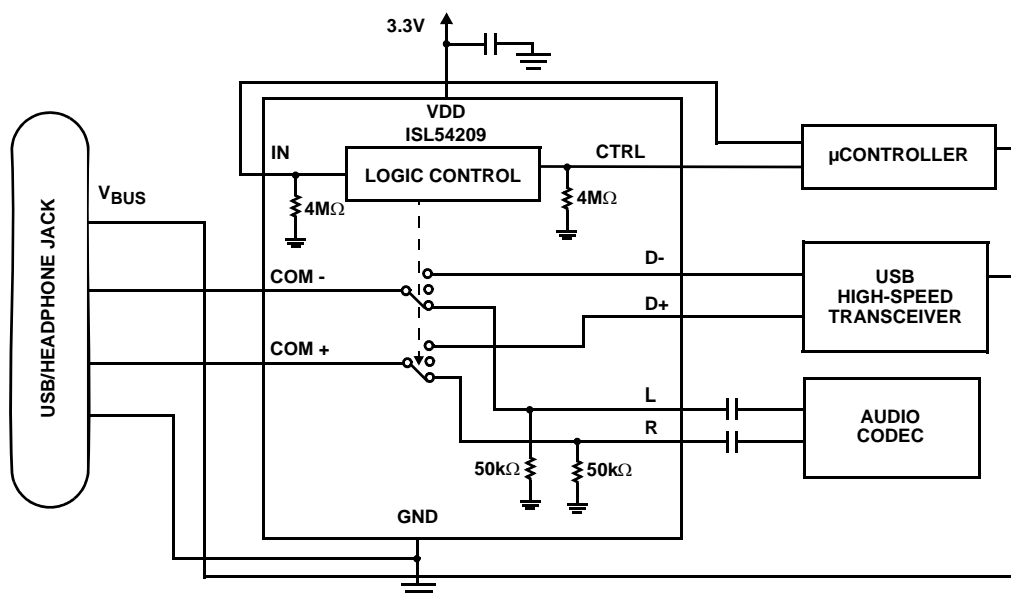 3.3V
VDD
ISL54209
IN
CTRL
LOGIC CONTROL
µCONTROLLER
4MΩ
4MΩ
VBUS
USB/HEADPHONE JACK
D-
COM -
USB
HIGH-SPEED
TRANSCEIVER
D+
COM +
L
R
AUDIO
CODEC
50kΩ
50kΩ
GND